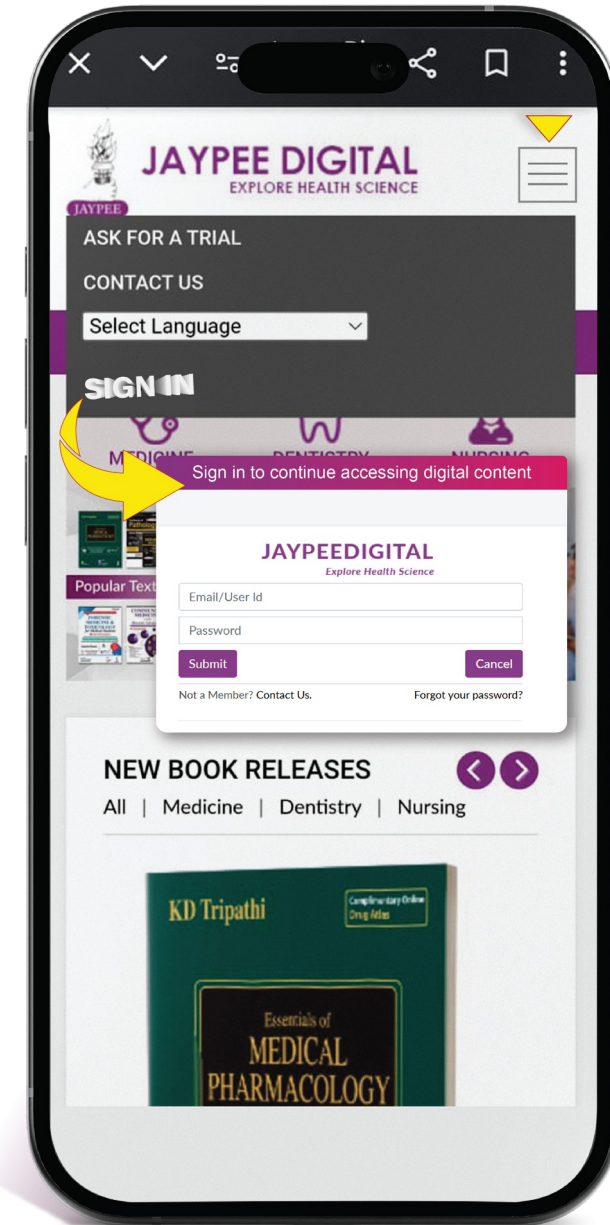 JAYPEE DIGITAL
EXPLORE HEALTH SCIENCE
JAYPEE
ASK FOR A TRIAL
CONTACT US
Select Language
SIGN IN
MEDICINE DENTISTRY NURSING
Sign in to continue accessing digital content
JAYPEEDIGITAL
Explore Health Science
Popular Text
Email/User Id
Password
Submit Cancel
Not a Member? Contact Us. Forgot your password?
NEW BOOK RELEASES
All | Medicine | Dentistry | Nursing
KD Tripathi
Complimentary Online
Drug Atlas
Essentials of
MEDICAL
PHARMACOLOGY